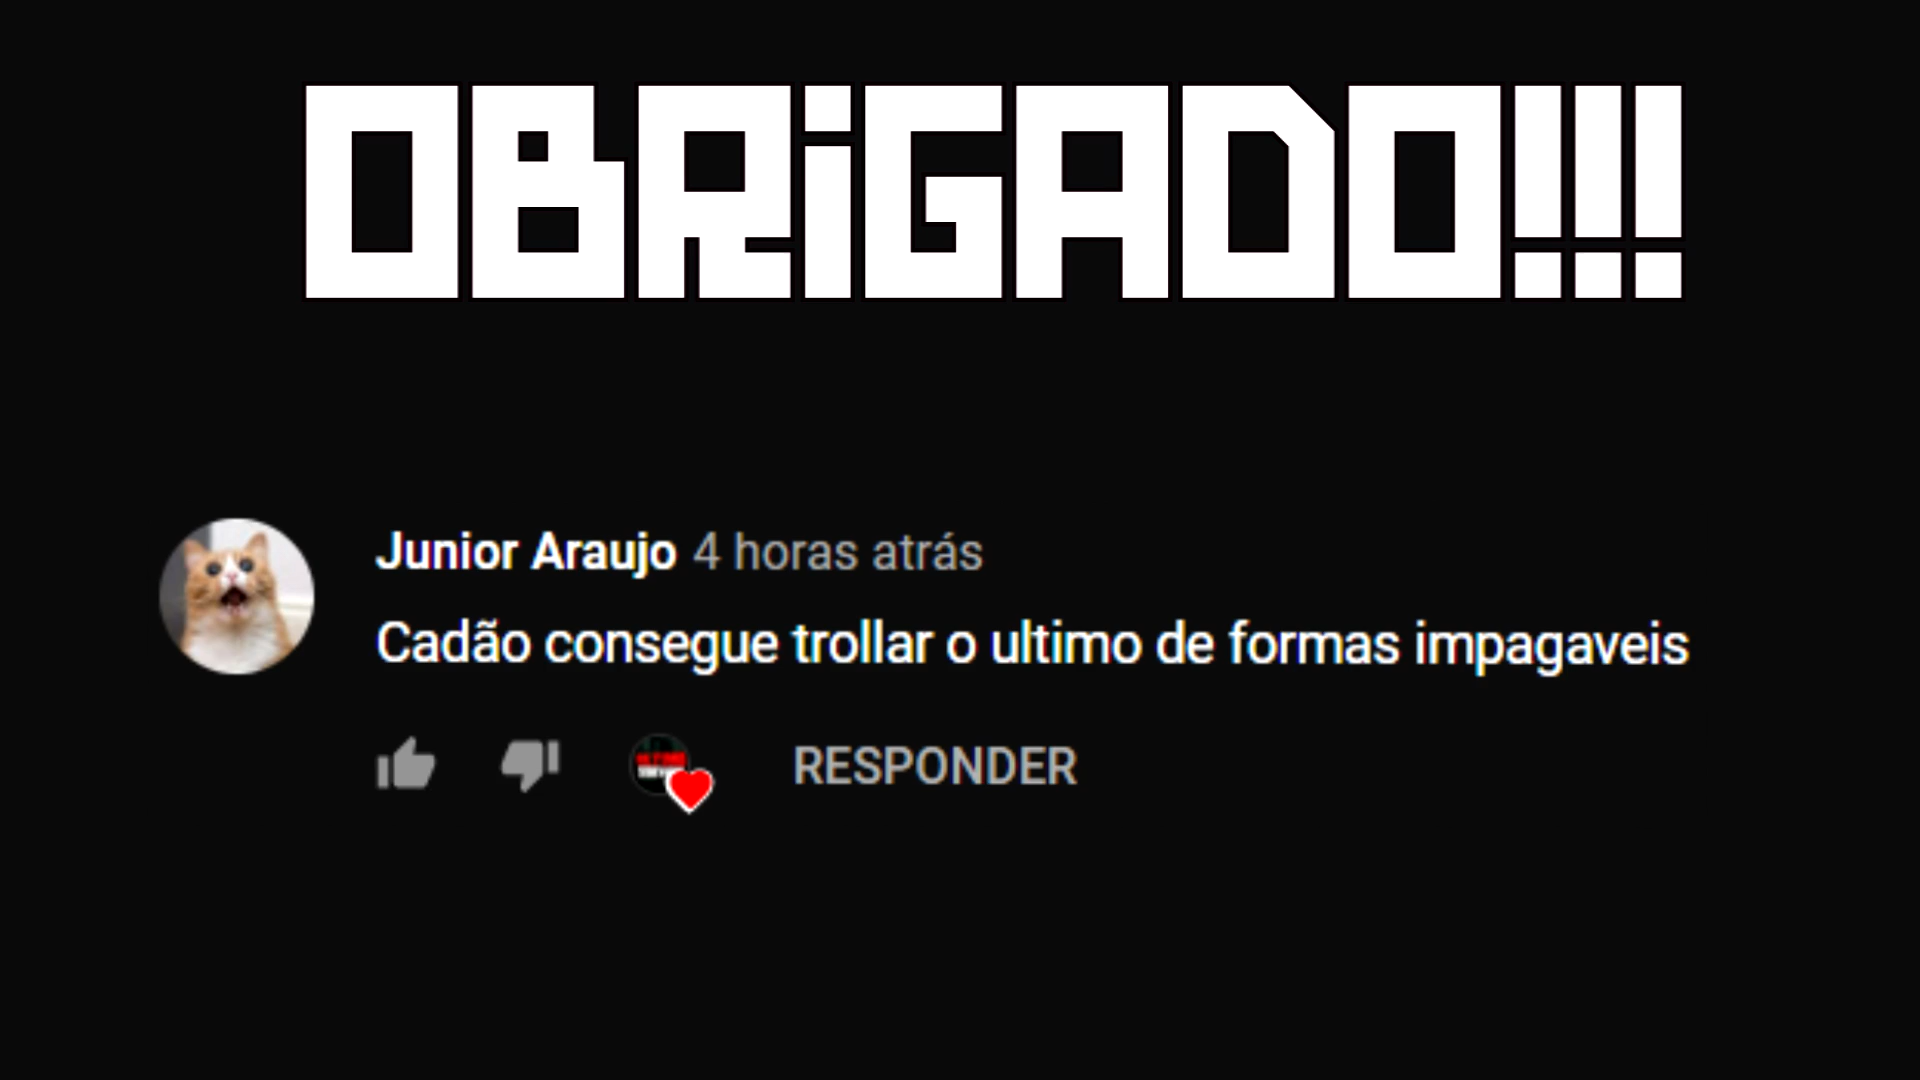 OBRiGADO!!!
Junior Araujo 4 horas atrás
Cadão consegue trollar o ultimo de formas impagaveis
RESPONDER